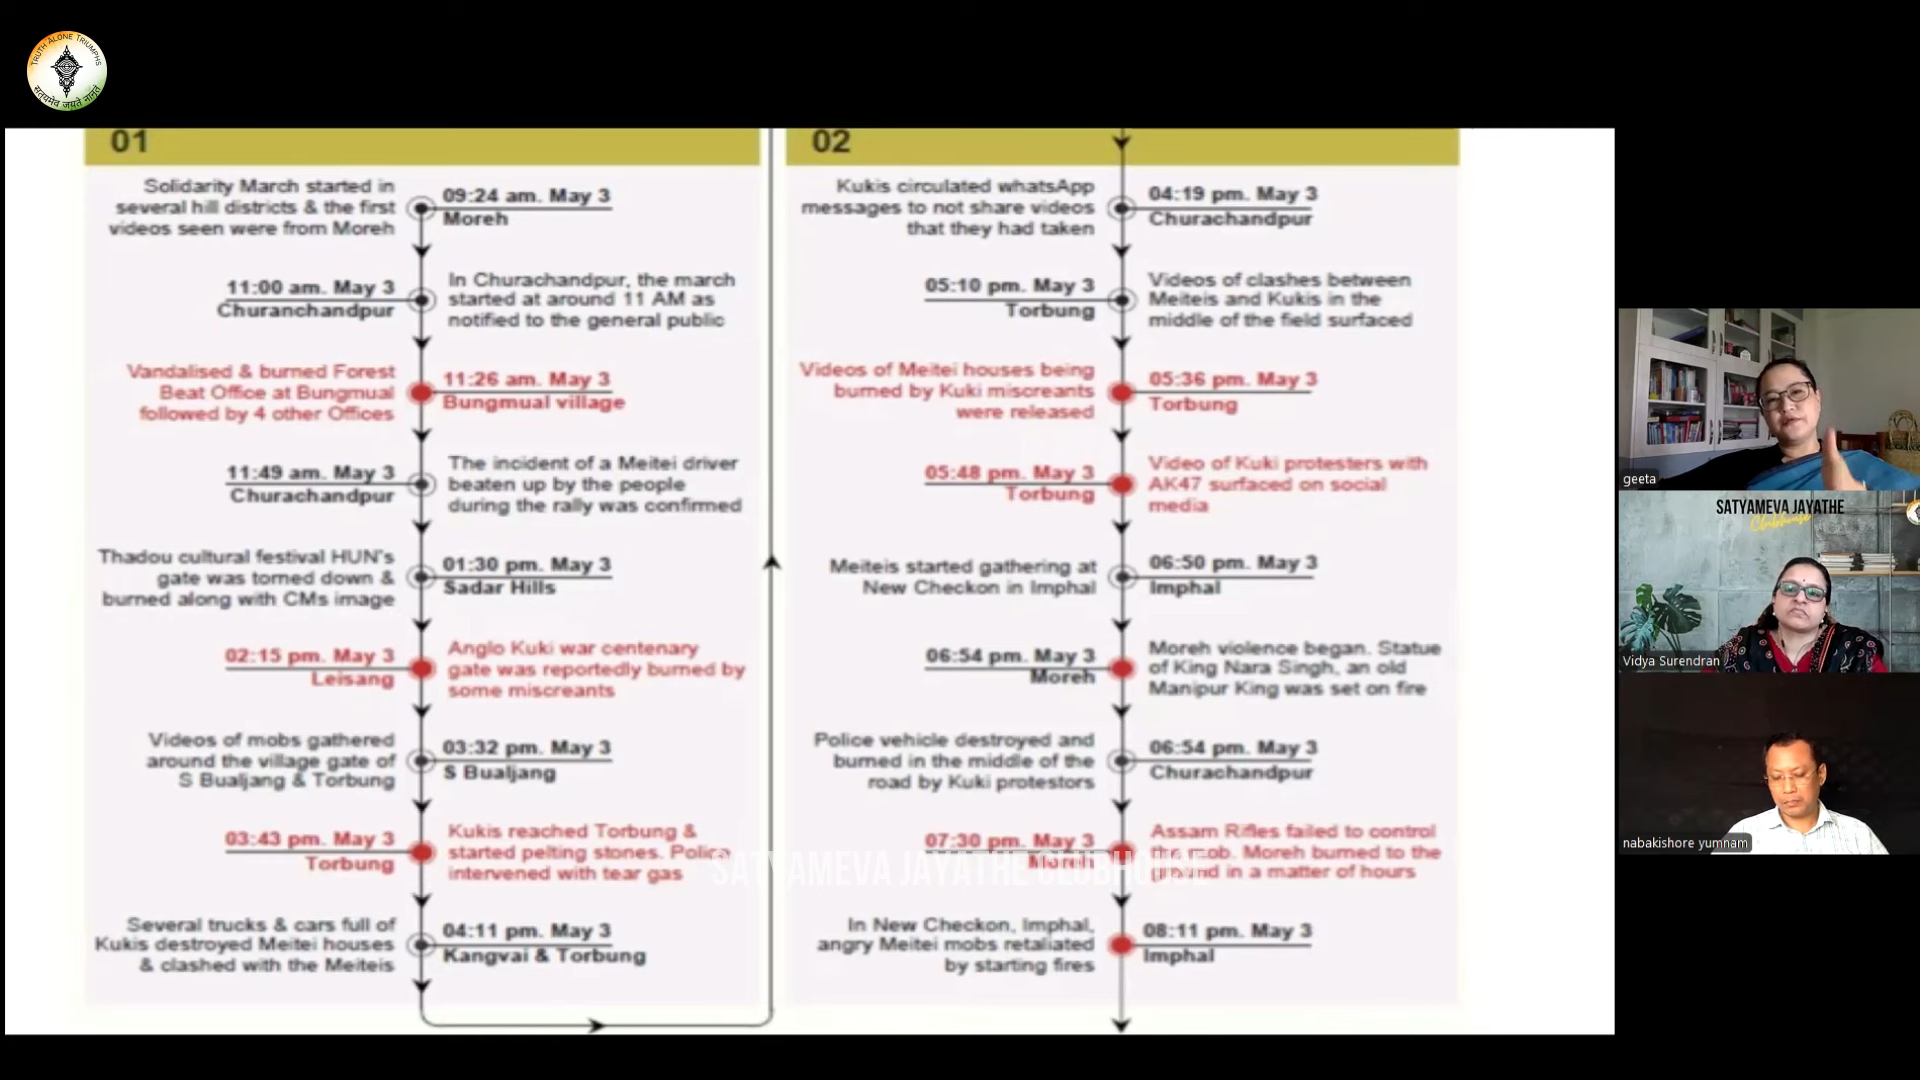 TRUTH ALONE TRIUMPHS
सत्यमेव जयते नानृतं
01
Solidarity March started in
several hill districts & the first
videos seen were from Moreh
09:24 am. May 3
Moreh
11:00 am. May 3
Churanchandpur
In Churachandpur, the march
started at around 11 AM as
notified to the general public
Vandalised & burned Forest
Beat Office at Bungmual
followed by 4 other Offices
11:26 am. May 3
Bungmual village
11:49 am. May 3
Churachandpur
The incident of a Meitei driver
beaten up by the people
during the rally was confirmed
Thadou cultural festival HUN's
gate was torned down &
burned along with CMs image
01:30 pm. May 3
Sadar Hills
02:15 pm. May 3
Leisang
Anglo Kuki war centenary
gate was reportedly burned by
some miscreants
Videos of mobs gathered
around the village gate of
S Bualjang & Torbung
03:32 pm. May 3
S Bualjang
03:43 pm. May 3
Torbung
Kukis reached Torbung &
started pelting stones. Police
intervened with tear gas
Several trucks & cars full of
Kukis destroyed Meitei houses
& clashed with the Meiteis
04:11 pm. May 3
Kangvai & Torbung
02
Kukis circulated whatsApp
messages to not share videos
that they had taken
04:19 pm. May 3
Churachandpur
05:10 pm. May 3
Torbung
Videos of clashes between
Meiteis and Kukis in the
middle of the field surfaced
Videos of Meitei houses being
burned by Kuki miscreants
were released
05:36 pm. May 3
Torbung
05:48 pm. May 3
Torbung
Video of Kuki protesters with
AK47 surfaced on social
media
Meiteis started gathering at
New Checkon in Imphal
06:50 pm. May 3
Imphal
06:54 pm. May 3
Moreh
Moreh violence began. Statue
of King Nara Singh, an old
Manipur King was set on fire
Police vehicle destroyed and
burned in the middle of the
road by Kuki protestors
06:54 pm. May 3
Churachandpur
07:30 pm. May 3
Moreh
Assam Rifles failed to control
mob. Moreh burned to the
in a matter of hours
In New Checkon, Imphal,
angry Meitei mobs retaliated
by starting fires
08:11 pm. May 3
Imphal
SATYAMEVA JAYATHE CLUBHOUSE
geeta
SATYAMEVA JAYATHE
Clubhouse
Vidya Surendran
nabakishore yumnam